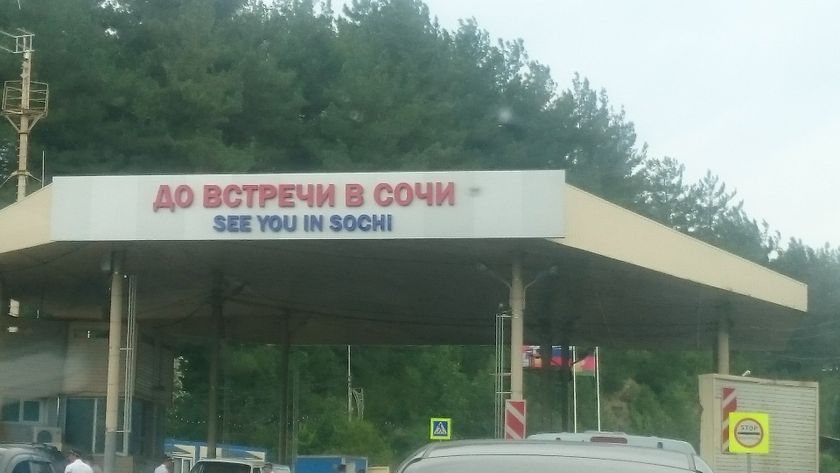 ДО ВСТРЕЧИ В СОЧИ
SEE YOU IN SOCHI
STOP